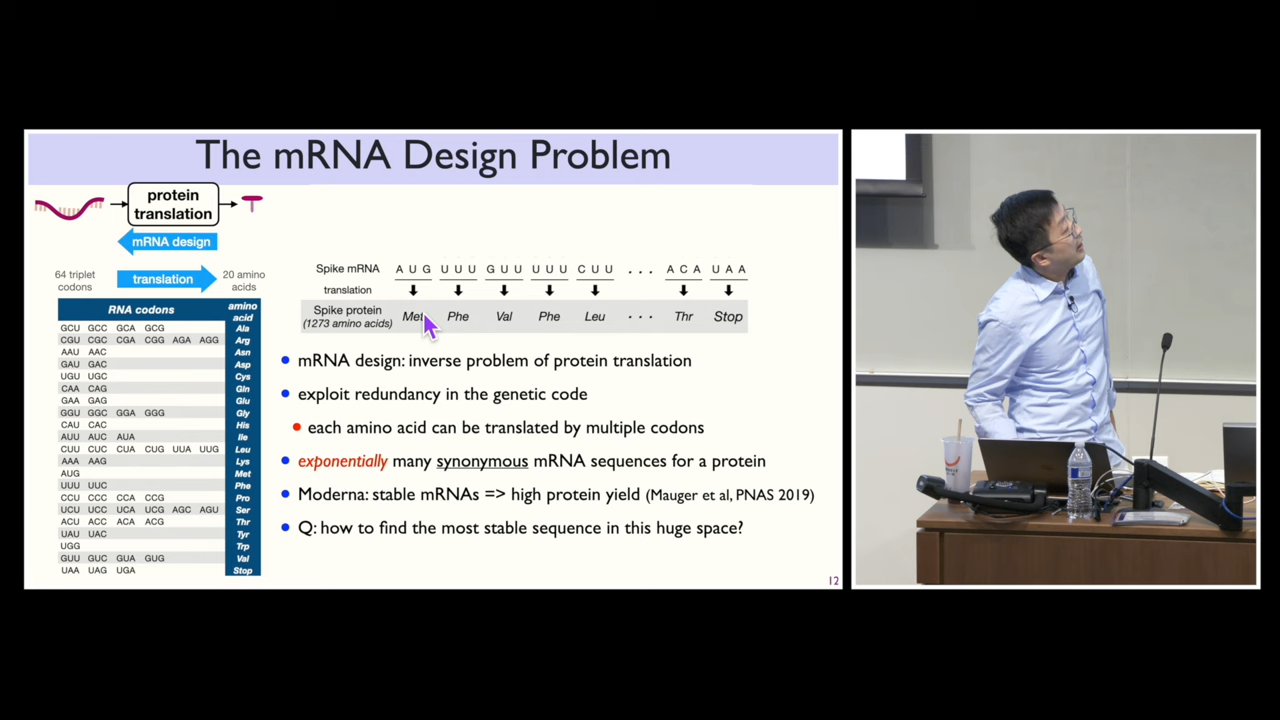 The mRNA Design Problem
protein
translation
mRNA design
64 triplet
codons
translation
20 amino
acids
RNA codons
amino
acid
GCU GCC GCA GCG Ala
CGU CGC CGA CGG AGA AGG Arg
AAU AAC Asn
GAU GAC Asp
UGU UGC Cys
CAA CAG Gln
GAA GAG Glu
GGU GGC GGA GGG Gly
CAU CAC His
AUU AUC AUA Ile
CUU CUC CUA CUG UUA UUG Leu
AAA AAG Lys
AUG Met
UUU UUC Phe
CCU CCC CCA CCG Pro
UCU UCC UCA UCG AGC AGU Ser
ACU ACC ACA ACG Thr
UAU UAC Tyr
UGG Trp
GUU GUC GUA GUG Val
UAA UAG UGA Stop
Spike mRNA A U G U U U G U U U U U C U U . . . A C A U A A
translation
Spike protein Met Phe Val Phe Leu · · · Thr Stop
(1273 amino acids)
• mRNA design: inverse problem of protein translation
• exploit redundancy in the genetic code
• each amino acid can be translated by multiple codons
• exponentially many synonymous mRNA sequences for a protein
• Moderna: stable mRNAs => high protein yield (Mauger et al, PNAS 2019)
• Q: how to find the most stable sequence in this huge space?
12